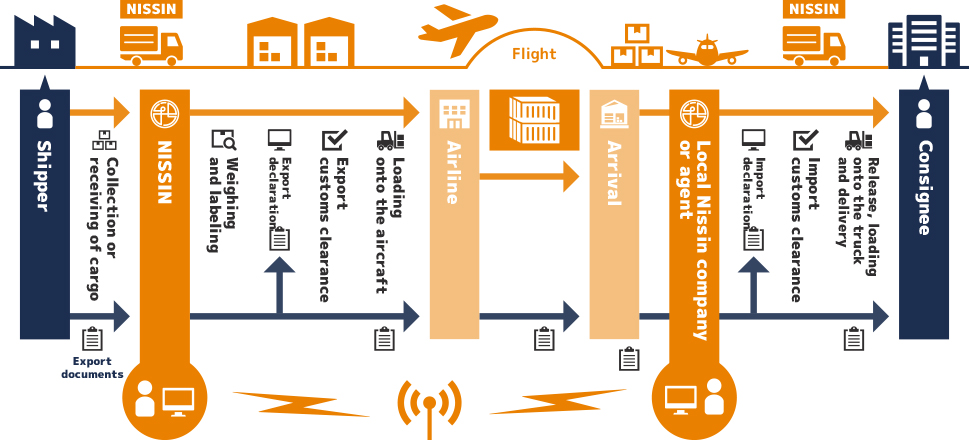 NISSIN
NISSIN
Flight
Shipper
Collection or
receiving of cargo
NISSIN
Weighing
and labeling
Export
declaration
Export
customs clearance
Loading
onto the aircraft
Airline
Arrival
Local Nissin company
or agent
Import
declaration
Import
customs clearance
Release, loading
onto the truck
and delivery
Consignee
Export
documents